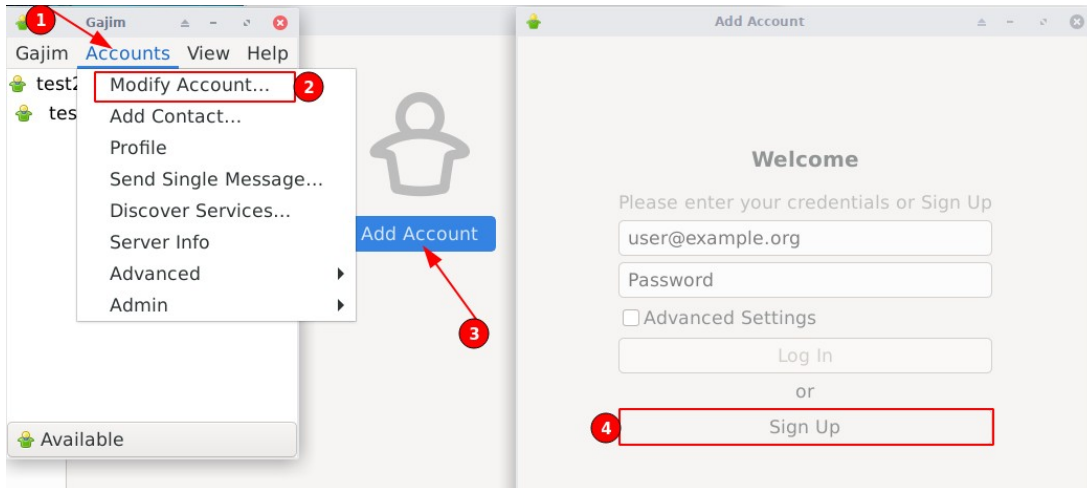 1
Gajim
Gajim Accounts View Help
test2
tes
Modify Account...
2
Add Contact...
Profile
Send Single Message...
Discover Services...
Server Info
Advanced
Admin
Available
Add Account
3
Add Account
Welcome
Please enter your credentials or Sign Up
user@example.org
Password
Advanced Settings
Log In
or
4
Sign Up